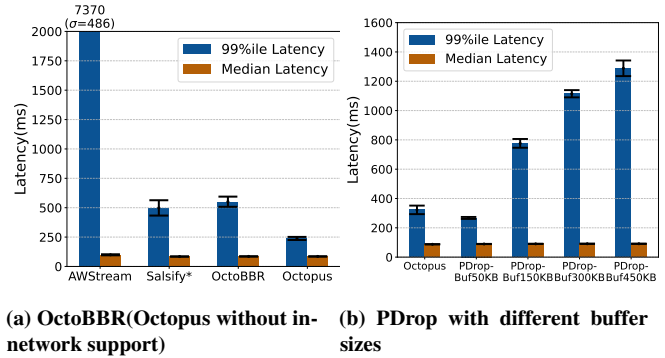 7370
(σ=486)
2000
1750
1500
1250
1000
750
500
250
0
Latency(ms)
99%ile Latency
Median Latency
AWStream
Salsify*
OctoBBR
Octopus
(a) OctoBBR(Octopus without in-
network support)
1600
1400
1200
1000
800
600
400
200
0
Latency(ms)
99%ile Latency
Median Latency
Octopus
PDrop-
Buf50KB
PDrop-
Buf150KB
PDrop-
Buf300KB
PDrop-
Buf450KB
(b) PDrop with different buffer
sizes